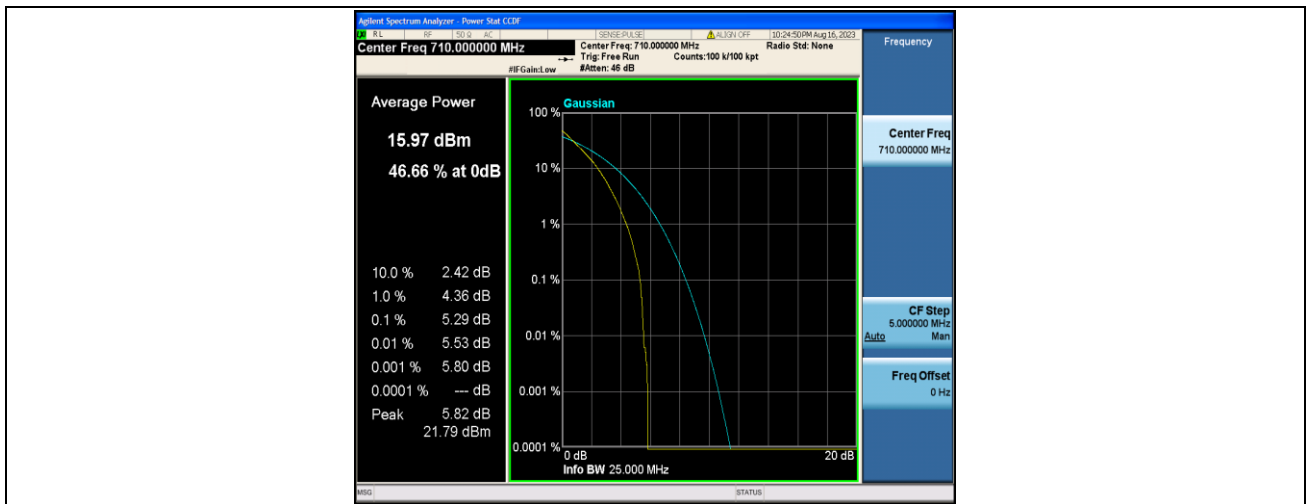 Agilent Spectrum Analyzer - Power Stat CCDF
RL RF 50 Ω AC SENSE:PULSE ALIGN OFF 10:24:50PM Aug 16, 2023
Center Freq 710.000000 MHz
Center Freq: 710.000000 MHz Radio Std: None
Trig: Free Run Counts:100 k/100 kpt
#IFGain:Low #Atten: 46 dB
Average Power
15.97 dBm
46.66 % at 0dB
10.0 % 2.42 dB
1.0 % 4.36 dB
0.1 % 5.29 dB
0.01 % 5.53 dB
0.001 % 5.80 dB
0.0001 % --- dB
Peak 5.82 dB
21.79 dBm
Gaussian
100 %
10 %
1 %
0.1 %
0.01 %
0.001 %
0.0001 %
0 dB 20 dB
Info BW 25.000 MHz
Frequency
Center Freq
710.000000 MHz
CF Step
5.000000 MHz
Auto Man
Freq Offset
0 Hz
MSG STATUS